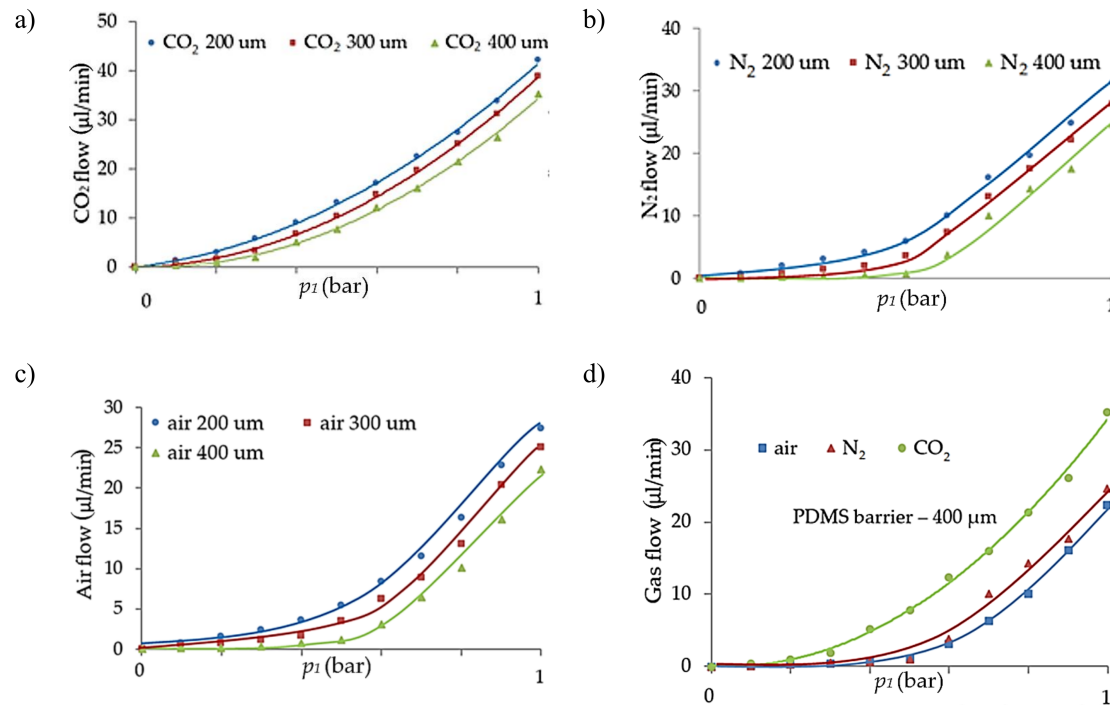 a)
50
CO₂ 200 um CO₂ 300 um CO₂ 400 um
40
30
20
10
0
CO₂ flow (µl/min)
0 p₁ (bar) 1
b)
40
N₂ 200 um N₂ 300 um N₂ 400 um
30
20
10
0
N₂ flow (µl/min)
0 p₁ (bar)
c)
30
air 200 um air 300 um
25
air 400 um
20
15
10
5
0
Air flow (µl/min)
0 p₁ (bar) 1
d)
40
air N₂ CO₂
30
PDMS barrier – 400 µm
20
10
0
Gas flow (µl/min)
0 p₁ (bar) 1